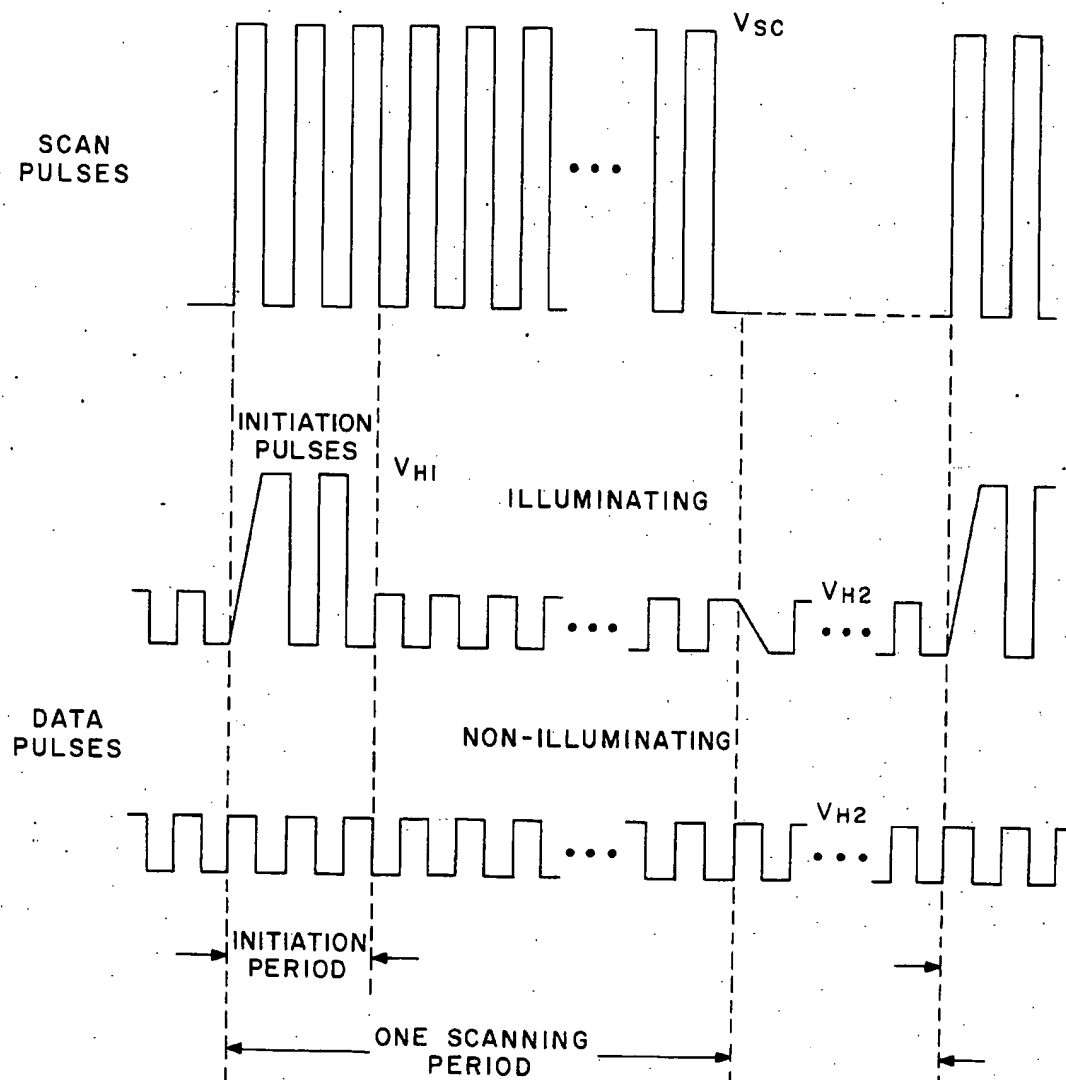 VSC
SCAN
PULSES
INITIATION
PULSES
VH1
ILLUMINATING
VH2
DATA
PULSES
NON-ILLUMINATING
VH2
INITIATION
PERIOD
ONE SCANNING
PERIOD